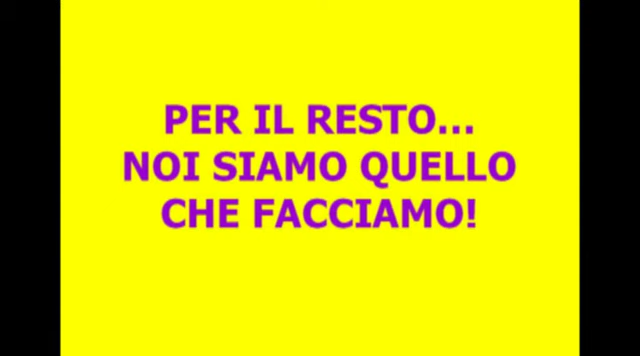 PER IL RESTO...
NOI SIAMO QUELLO
CHE FACCIAMO!